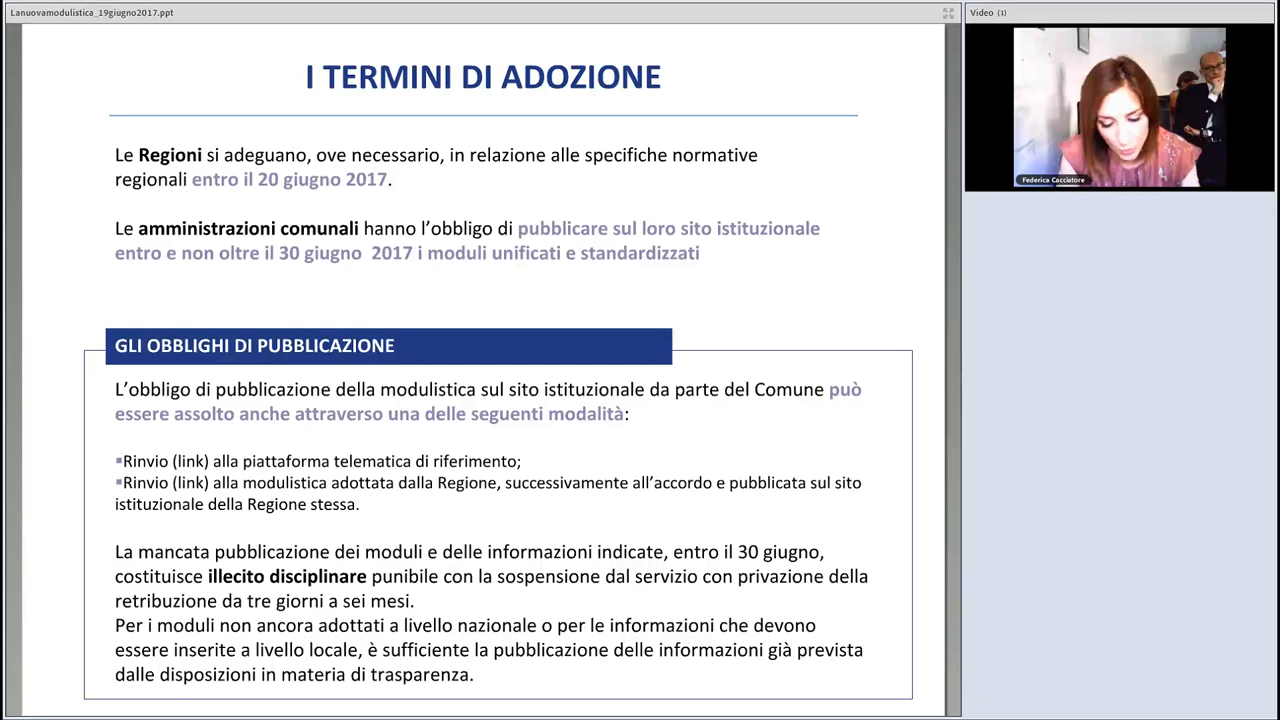 Lanuovamodulistica_19giugno2017.ppt
Video (1)
I TERMINI DI ADOZIONE
Le Regioni si adeguano, ove necessario, in relazione alle specifiche normative
regionali entro il 20 giugno 2017.
Le amministrazioni comunali hanno l’obbligo di pubblicare sul loro sito istituzionale
entro e non oltre il 30 giugno 2017 i moduli unificati e standardizzati
GLI OBBLIGHI DI PUBBLICAZIONE
L’obbligo di pubblicazione della modulistica sul sito istituzionale da parte del Comune può
essere assolto anche attraverso una delle seguenti modalità:
▪Rinvio (link) alla piattaforma telematica di riferimento;
▪Rinvio (link) alla modulistica adottata dalla Regione, successivamente all’accordo e pubblicata sul sito
istituzionale della Regione stessa.
La mancata pubblicazione dei moduli e delle informazioni indicate, entro il 30 giugno,
costituisce illecito disciplinare punibile con la sospensione dal servizio con privazione della
retribuzione da tre giorni a sei mesi.
Per i moduli non ancora adottati a livello nazionale o per le informazioni che devono
essere inserite a livello locale, è sufficiente la pubblicazione delle informazioni già prevista
dalle disposizioni in materia di trasparenza.
Federica Cacciatore